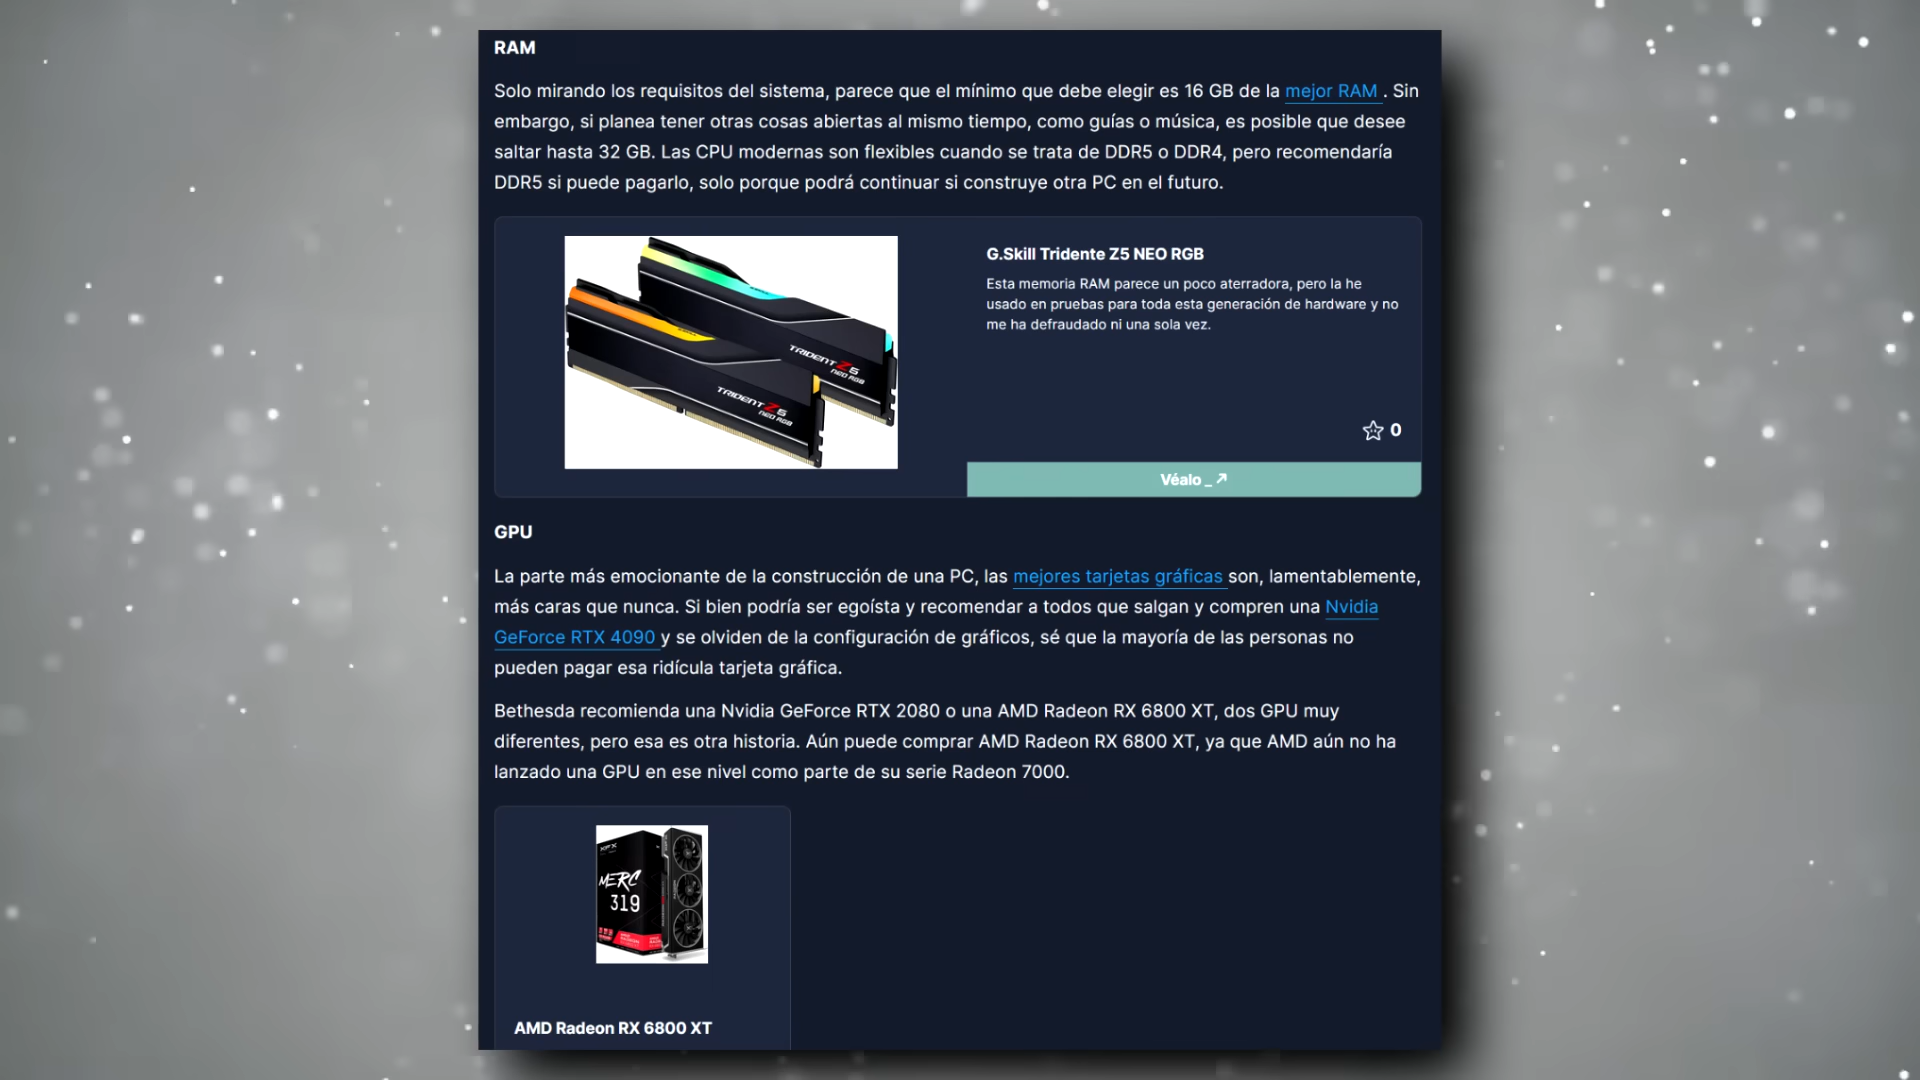 RAM
Solo mirando los requisitos del sistema, parece que el mínimo que debe elegir es 16 GB de la mejor RAM . Sin
embargo, si planea tener otras cosas abiertas al mismo tiempo, como guías o música, es posible que desee
saltar hasta 32 GB. Las CPU modernas son flexibles cuando se trata de DDR5 o DDR4, pero recomendaría
DDR5 si puede pagarlo, solo porque podrá continuar si construye otra PC en el futuro.
TRIDENT Z5
NEO RGB
TRIDENT Z5
NEO RGB
G.Skill Tridente Z5 NEO RGB
Esta memoria RAM parece un poco aterradora, pero la he
usado en pruebas para toda esta generación de hardware y no
me ha defraudado ni una sola vez.
0
Véalo _ ↗
GPU
La parte más emocionante de la construcción de una PC, las mejores tarjetas gráficas son, lamentablemente,
más caras que nunca. Si bien podría ser egoísta y recomendar a todos que salgan y compren una Nvidia
GeForce RTX 4090 y se olviden de la configuración de gráficos, sé que la mayoría de las personas no
pueden pagar esa ridícula tarjeta gráfica.
Bethesda recomienda una Nvidia GeForce RTX 2080 o una AMD Radeon RX 6800 XT, dos GPU muy
diferentes, pero esa es otra historia. Aún puede comprar AMD Radeon RX 6800 XT, ya que AMD aún no ha
lanzado una GPU en ese nivel como parte de su serie Radeon 7000.
XFX
MERC
319
AMD Radeon RX 6800 XT